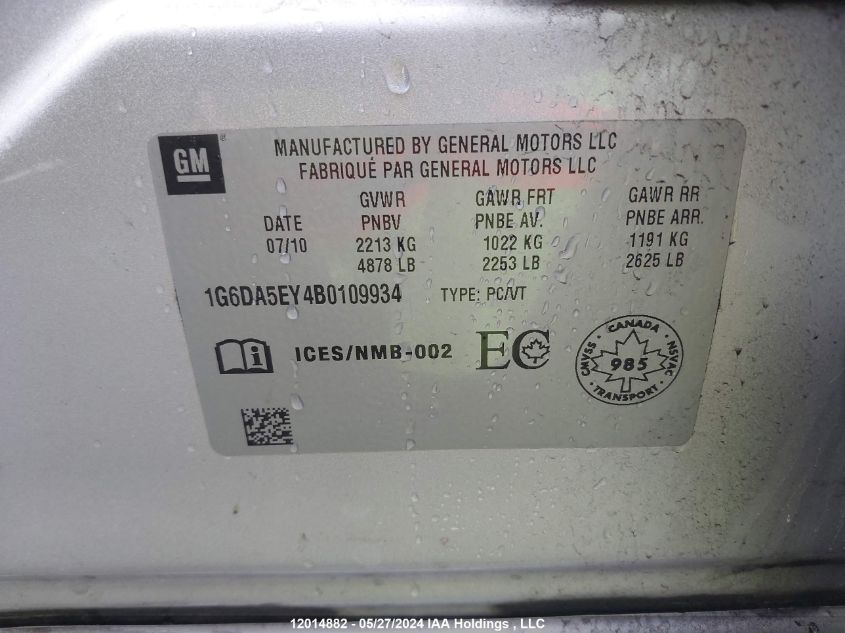 GM
MANUFACTURED BY GENERAL MOTORS LLC
FABRIQUÉ PAR GENERAL MOTORS LLC
GVWR GAWR FRT GAWR RR
DATE PNBV PNBE AV. PNBE ARR.
07/10 2213 KG 1022 KG 1191 KG
4878 LB 2253 LB 2625 LB
1G6DA5EY4B0109934 TYPE: PC/VT
i ICES/NMB-002 EC
CANADA
CMVSS 985 NSVAC
TRANSPORT
12014882 - 05/27/2024 IAA Holdings , LLC